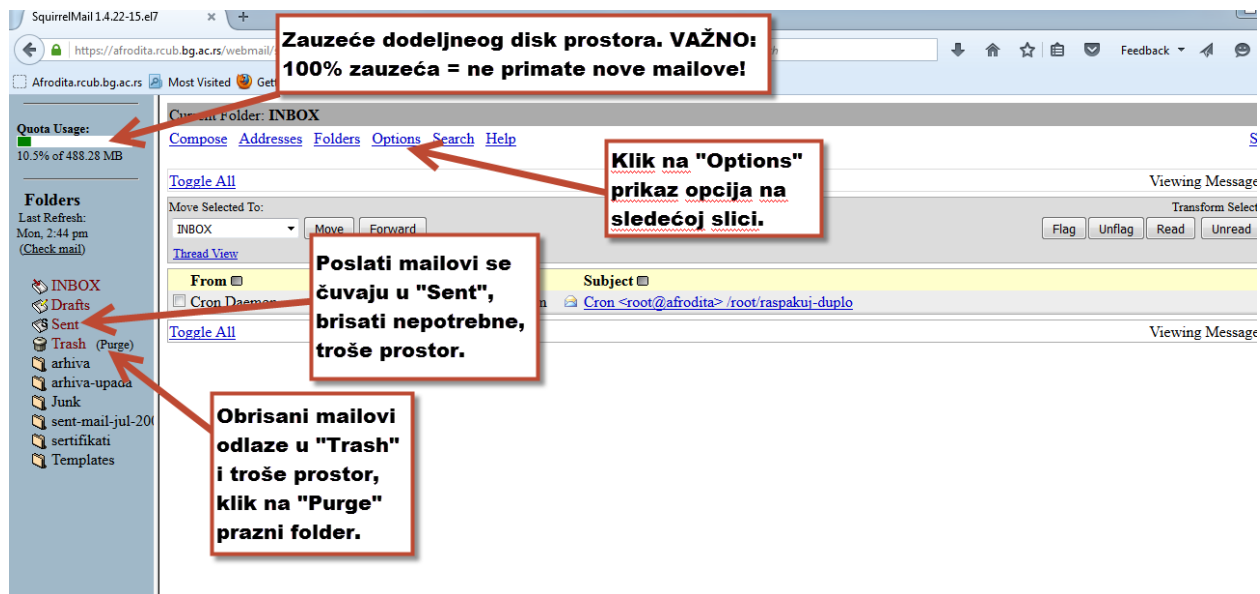 SquirrelMail 1.4.22-15.el7
Zauzeće dodeljneog disk prostora. VAŽNO:
100% zauzeća = ne primate nove mailove!
https://afrodita.rcub.bg.ac.rs/webmail/
Feedback
Afrodita.rcub.bg.ac.rs Most Visited
Current Folder: INBOX
Compose Addresses Folders Options Search Help
Quota Usage:
10.5% of 488.28 MB
Klik na "Options"
prikaz opcija na
sledećoj slici.
Toggle All Viewing Message
Move Selected To: Transform Select
INBOX Move Forward Flag Unflag Read Unread
Thread View
Folders
Last Refresh:
Mon, 2:44 pm
(Check mail)
INBOX
Drafts
Sent
Trash (Purge)
arhiva
arhiva-upada
Junk
sent-mail-jul-200
sertifikati
Templates
Poslati mailovi se
čuvaju u "Sent",
brisati nepotrebne,
troše prostor.
From Subject
Cron Daemon Cron <root@afrodita> /root/raspakuj-duplo
Toggle All Viewing Message
Obrisani mailovi
odlaze u "Trash"
i troše prostor,
klik na "Purge"
prazni folder.